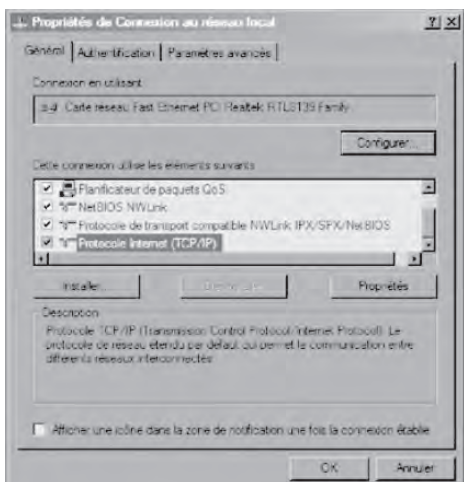 Propriétés de Connexion au réseau local
Général Authentification Paramètres avancés
Connexion en utilisant
Carte réseau Fast Ethernet PCI Realtek RTL8139 Family
Configurer...
Cette connexion utilise les éléments suivants
Planificateur de paquets QoS
NetBIOS NWLink
Protocole de transport compatible NWLink IPX/SPX/NetBIOS
Protocole Internet (TCP/IP)
Installer... Propriétés
Description
Protocole TCP/IP (Transmission Control Protocol/Internet Protocol). Le
protocole de réseau étendu par défaut qui permet la communication entre
différents réseaux interconnectés
Afficher une icône dans la zone de notification une fois la connexion établie
OK Annuler